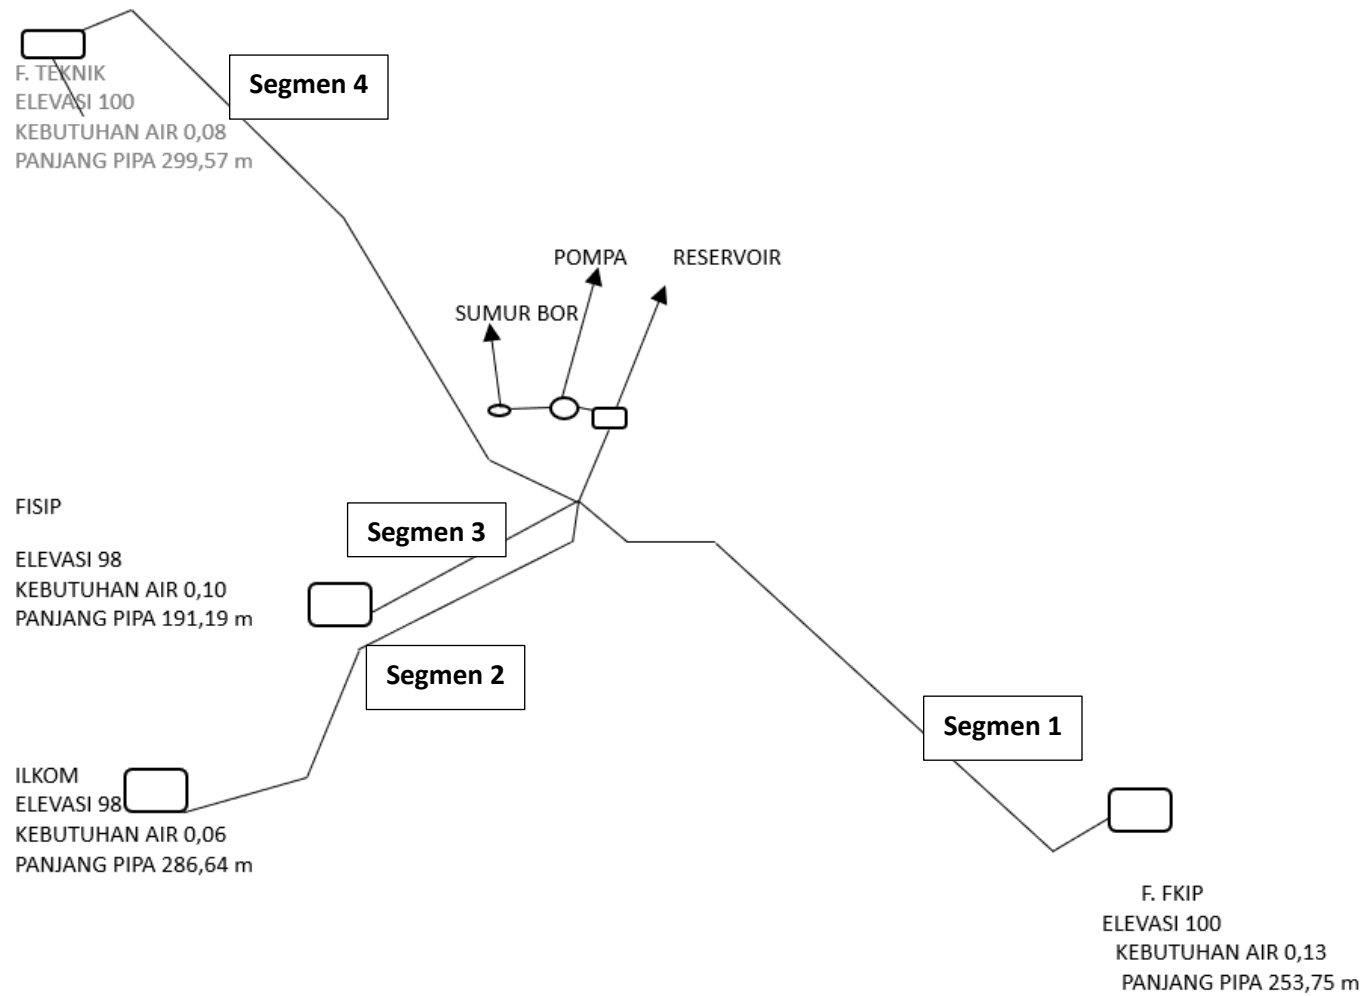 Segmen 4
F. TEKNIK
ELEVASI 100
KEBUTUHAN AIR 0,08
PANJANG PIPA 299,57 m
POMPA
RESERVOIR
SUMUR BOR
FISIP
ELEVASI 98
KEBUTUHAN AIR 0,10
PANJANG PIPA 191,19 m
Segmen 3
Segmen 2
Segmen 1
ILKOM
ELEVASI 98
KEBUTUHAN AIR 0,06
PANJANG PIPA 286,64 m
F. FKIP
ELEVASI 100
KEBUTUHAN AIR 0,13
PANJANG PIPA 253,75 m